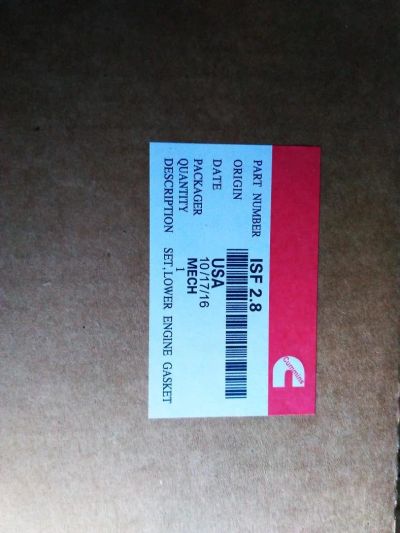 Cummins
PART NUMBER ISF 2.8
ORIGIN USA
DATE 10/17/16
PACKAGER MECH
QUANTITY 1
DESCRIPTION SET,LOWER ENGINE GASKET